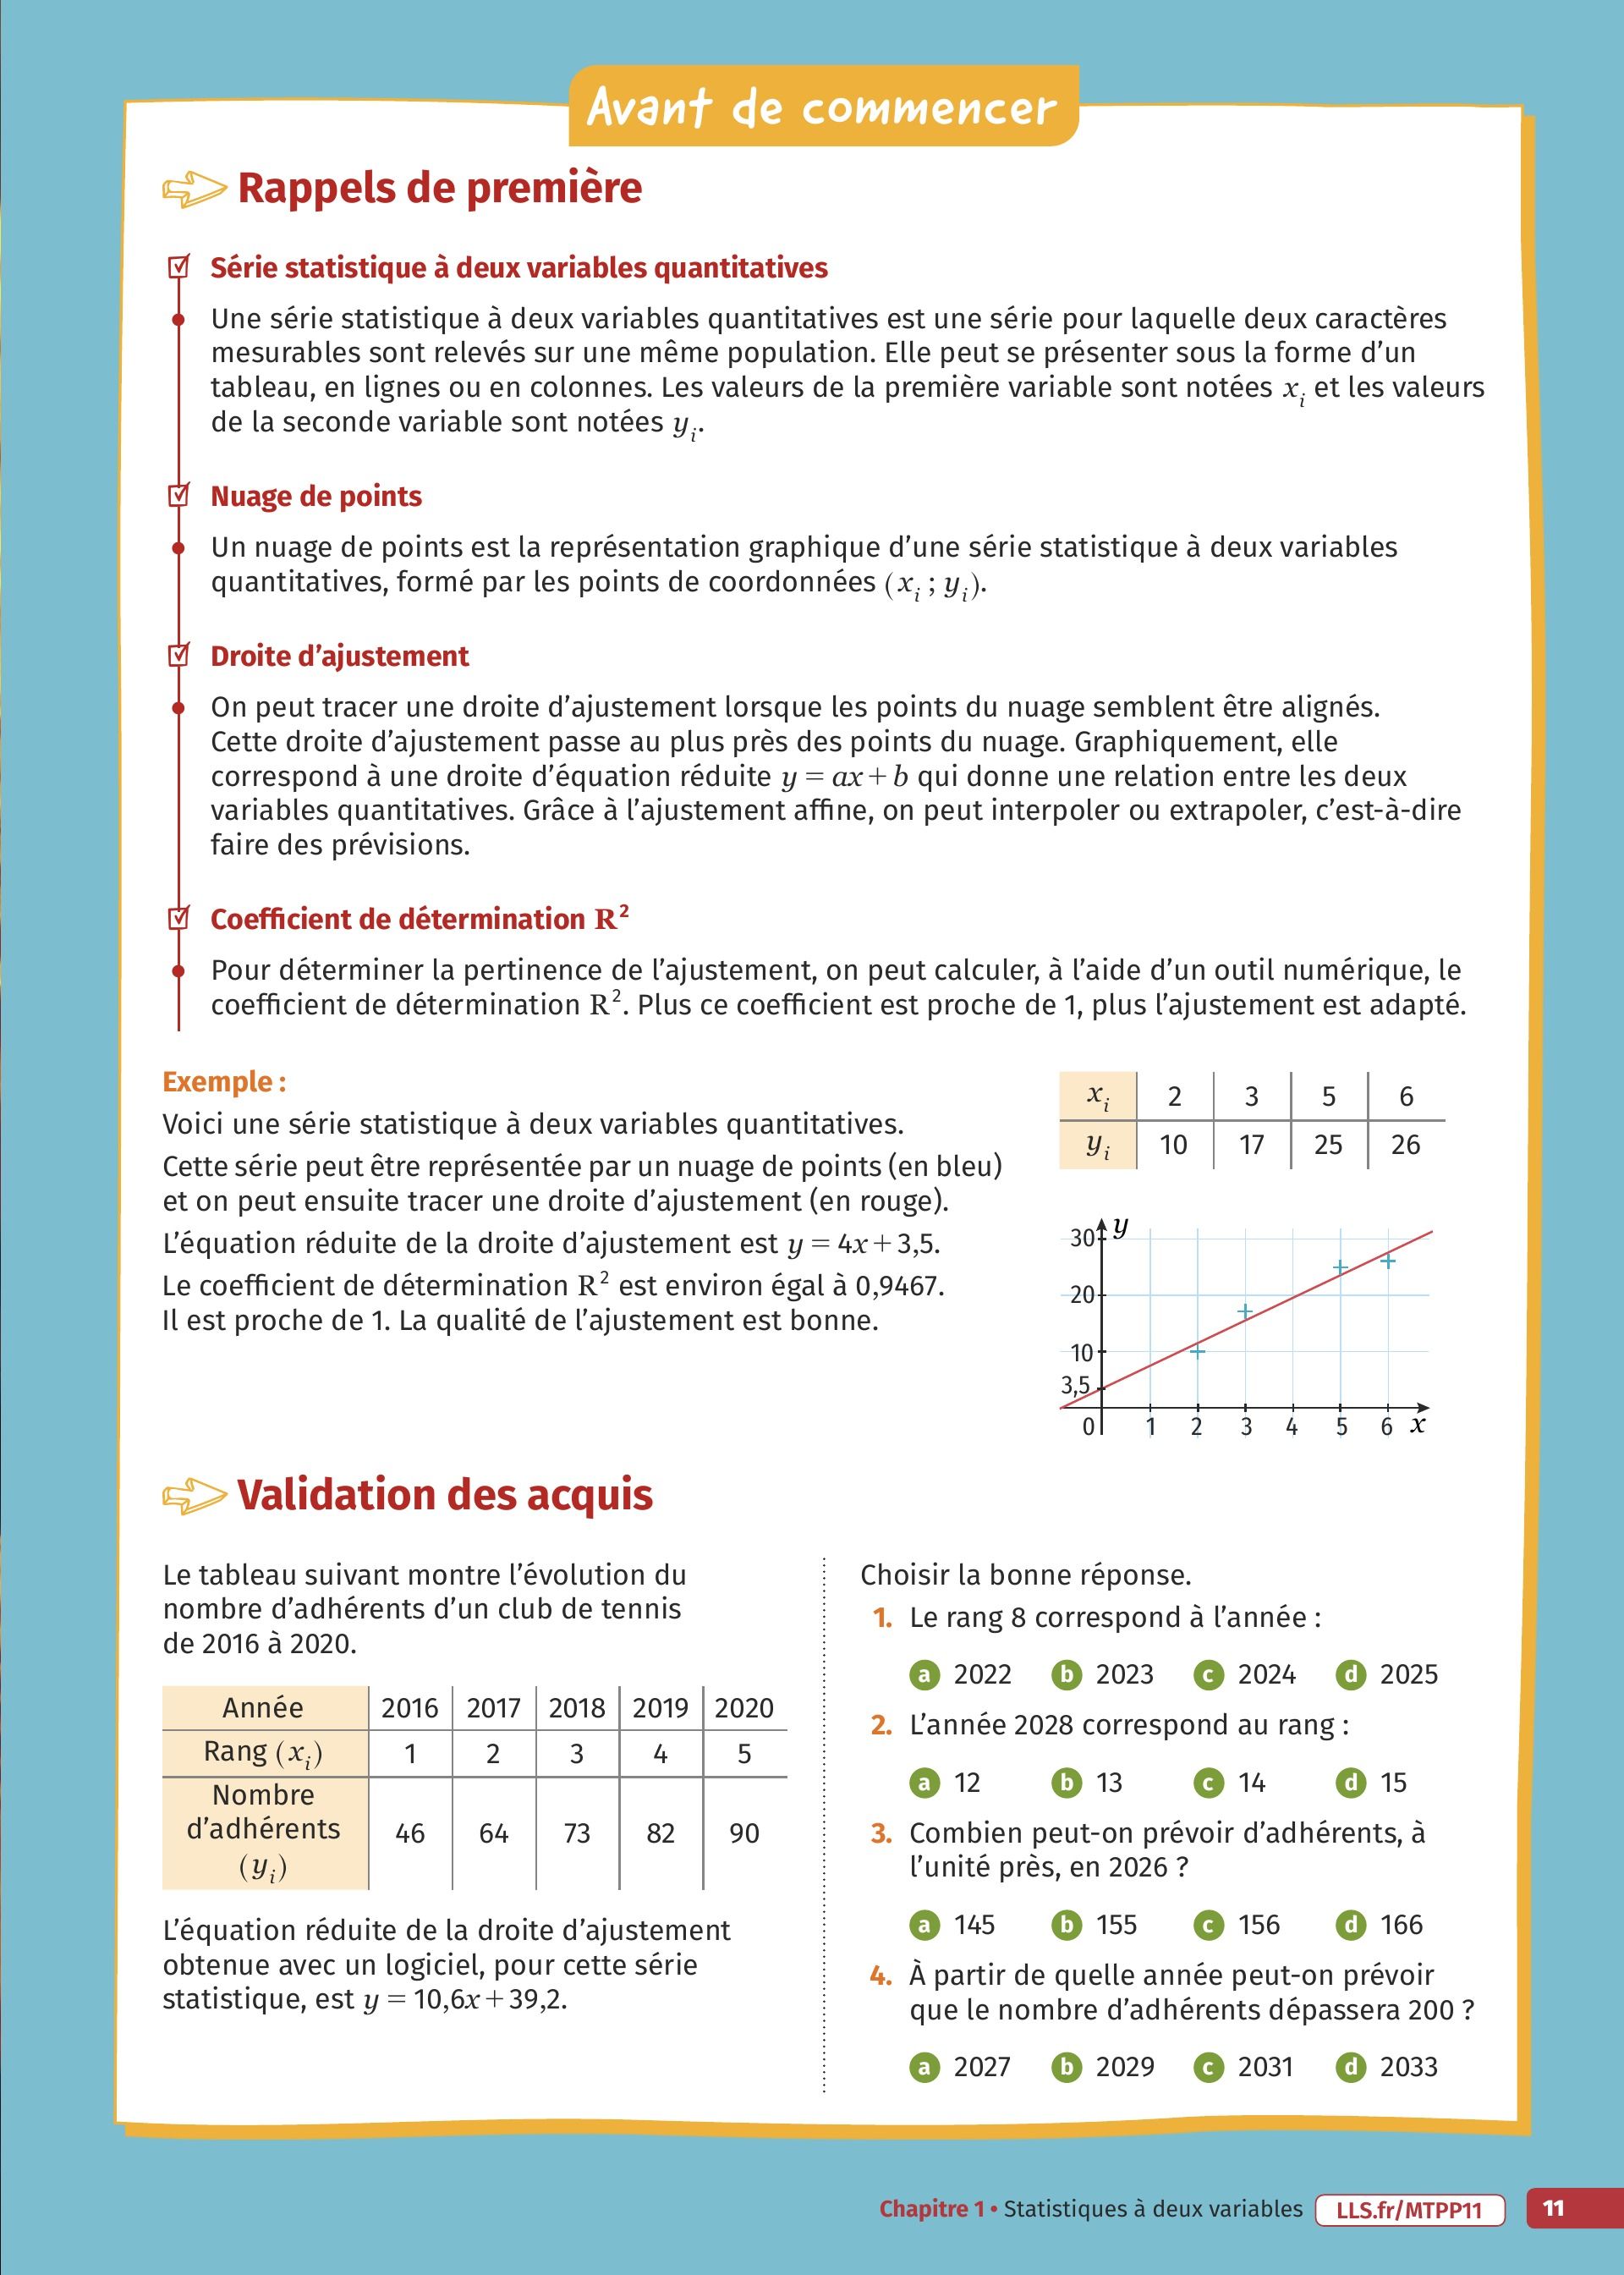 Avant de commencer
Rappels de première
Série statistique à deux variables quantitatives
Une série statistique à deux variables quantitatives est une série pour laquelle deux caractères
mesurables sont relevés sur une même population. Elle peut se présenter sous la forme d’un
tableau, en lignes ou en colonnes. Les valeurs de la première variable sont notées x_i et les valeurs
de la seconde variable sont notées y_i.
Nuage de points
Un nuage de points est la représentation graphique d’une série statistique à deux variables
quantitatives, formé par les points de coordonnées (x_i ; y_i).
Droite d’ajustement
On peut tracer une droite d’ajustement lorsque les points du nuage semblent être alignés.
Cette droite d’ajustement passe au plus près des points du nuage. Graphiquement, elle
correspond à une droite d’équation réduite y = ax + b qui donne une relation entre les deux
variables quantitatives. Grâce à l’ajustement affine, on peut interpoler ou extrapoler, c’est-à-dire
faire des prévisions.
Coefficient de détermination R²
Pour déterminer la pertinence de l’ajustement, on peut calculer, à l’aide d’un outil numérique, le
coefficient de détermination R². Plus ce coefficient est proche de 1, plus l’ajustement est adapté.
Exemple :
Voici une série statistique à deux variables quantitatives.
Cette série peut être représentée par un nuage de points (en bleu)
et on peut ensuite tracer une droite d’ajustement (en rouge).
L’équation réduite de la droite d’ajustement est y = 4x + 3,5.
Le coefficient de détermination R² est environ égal à 0,9467.
Il est proche de 1. La qualité de l’ajustement est bonne.
x_i 2 3 5 6
y_i 10 17 25 26
30 y
20
10
3,5
0 1 2 3 4 5 6 x
Validation des acquis
Le tableau suivant montre l’évolution du
nombre d’adhérents d’un club de tennis
de 2016 à 2020.
Année 2016 2017 2018 2019 2020
Rang (x_i) 1 2 3 4 5
Nombre
d’adhérents 46 64 73 82 90
(y_i)
L’équation réduite de la droite d’ajustement
obtenue avec un logiciel, pour cette série
statistique, est y = 10,6x + 39,2.
Choisir la bonne réponse.
1. Le rang 8 correspond à l’année :
a 2022 b 2023 c 2024 d 2025
2. L’année 2028 correspond au rang :
a 12 b 13 c 14 d 15
3. Combien peut-on prévoir d’adhérents, à
l’unité près, en 2026 ?
a 145 b 155 c 156 d 166
4. À partir de quelle année peut-on prévoir
que le nombre d’adhérents dépassera 200 ?
a 2027 b 2029 c 2031 d 2033
Chapitre 1 • Statistiques à deux variables LLS.fr/MTPP11 11